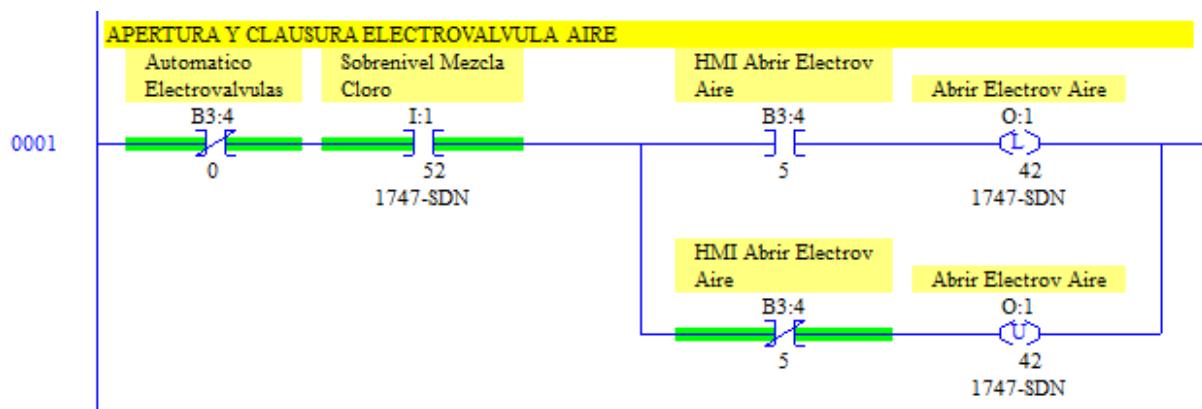 APERTURA Y CLAUSURA ELECTROVALVULA AIRE
Automatico
Electrovalvulas
B3:4
0
Sobrenivel Mezcla
Cloro
I:1
52
1747-SDN
HMI Abrir Electrov
Aire
B3:4
5
Abrir Electrov Aire
O:1
L
42
1747-SDN
0001
HMI Abrir Electrov
Aire
B3:4
5
Abrir Electrov Aire
O:1
U
42
1747-SDN